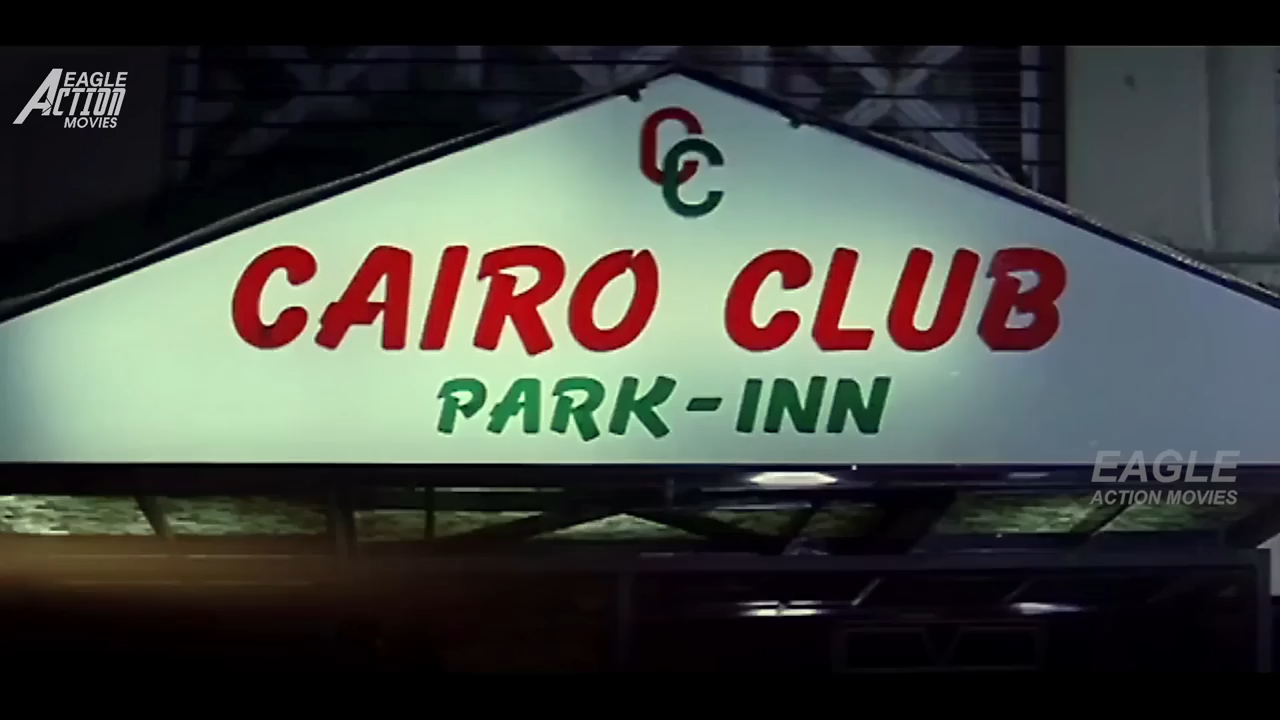 EAGLE
ACTION
MOVIES
CC
CAIRO CLUB
PARK-INN
EAGLE
ACTION MOVIES